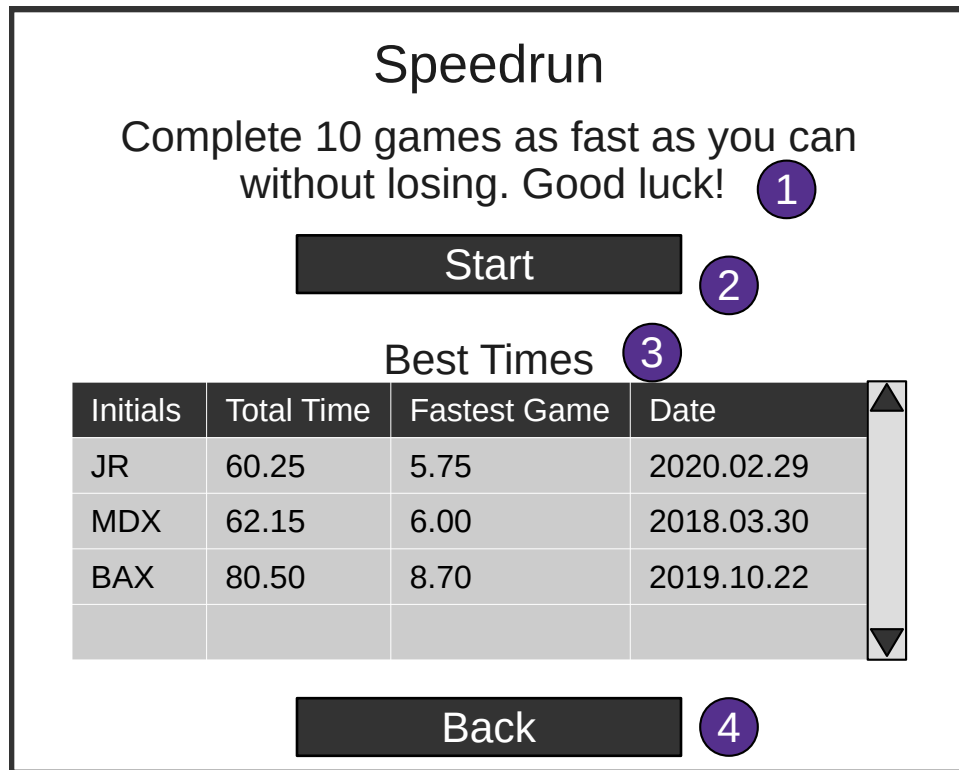 Speedrun
Complete 10 games as fast as you can
without losing. Good luck!
1
Start
2
Best Times
3
Initials Total Time Fastest Game Date
JR 60.25 5.75 2020.02.29
MDX 62.15 6.00 2018.03.30
BAX 80.50 8.70 2019.10.22
Back
4